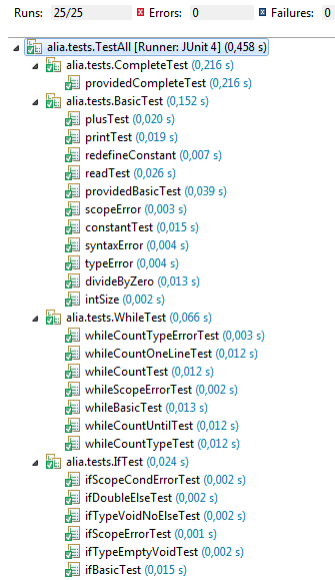 Runs: 25/25 Errors: 0 Failures: 0
alia.tests.TestAll [Runner: JUnit 4] (0,458 s)
alia.tests.CompleteTest (0,216 s)
providedCompleteTest (0,216 s)
alia.tests.BasicTest (0,152 s)
plusTest (0,020 s)
printTest (0,019 s)
redefineConstant (0,007 s)
readTest (0,026 s)
providedBasicTest (0,039 s)
scopeError (0,003 s)
constantTest (0,015 s)
syntaxError (0,004 s)
typeError (0,004 s)
divideByZero (0,013 s)
intSize (0,002 s)
alia.tests.WhileTest (0,066 s)
whileCountTypeErrorTest (0,003 s)
whileCountOneLineTest (0,012 s)
whileCountTest (0,012 s)
whileScopeErrorTest (0,002 s)
whileBasicTest (0,013 s)
whileCountUntilTest (0,012 s)
whileCountTypeTest (0,012 s)
alia.tests.IfTest (0,024 s)
ifScopeCondErrorTest (0,002 s)
ifDoubleElseTest (0,002 s)
ifTypeVoidNoElseTest (0,002 s)
ifScopeErrorTest (0,001 s)
ifTypeEmptyVoidTest (0,002 s)
ifBasicTest (0,015 s)